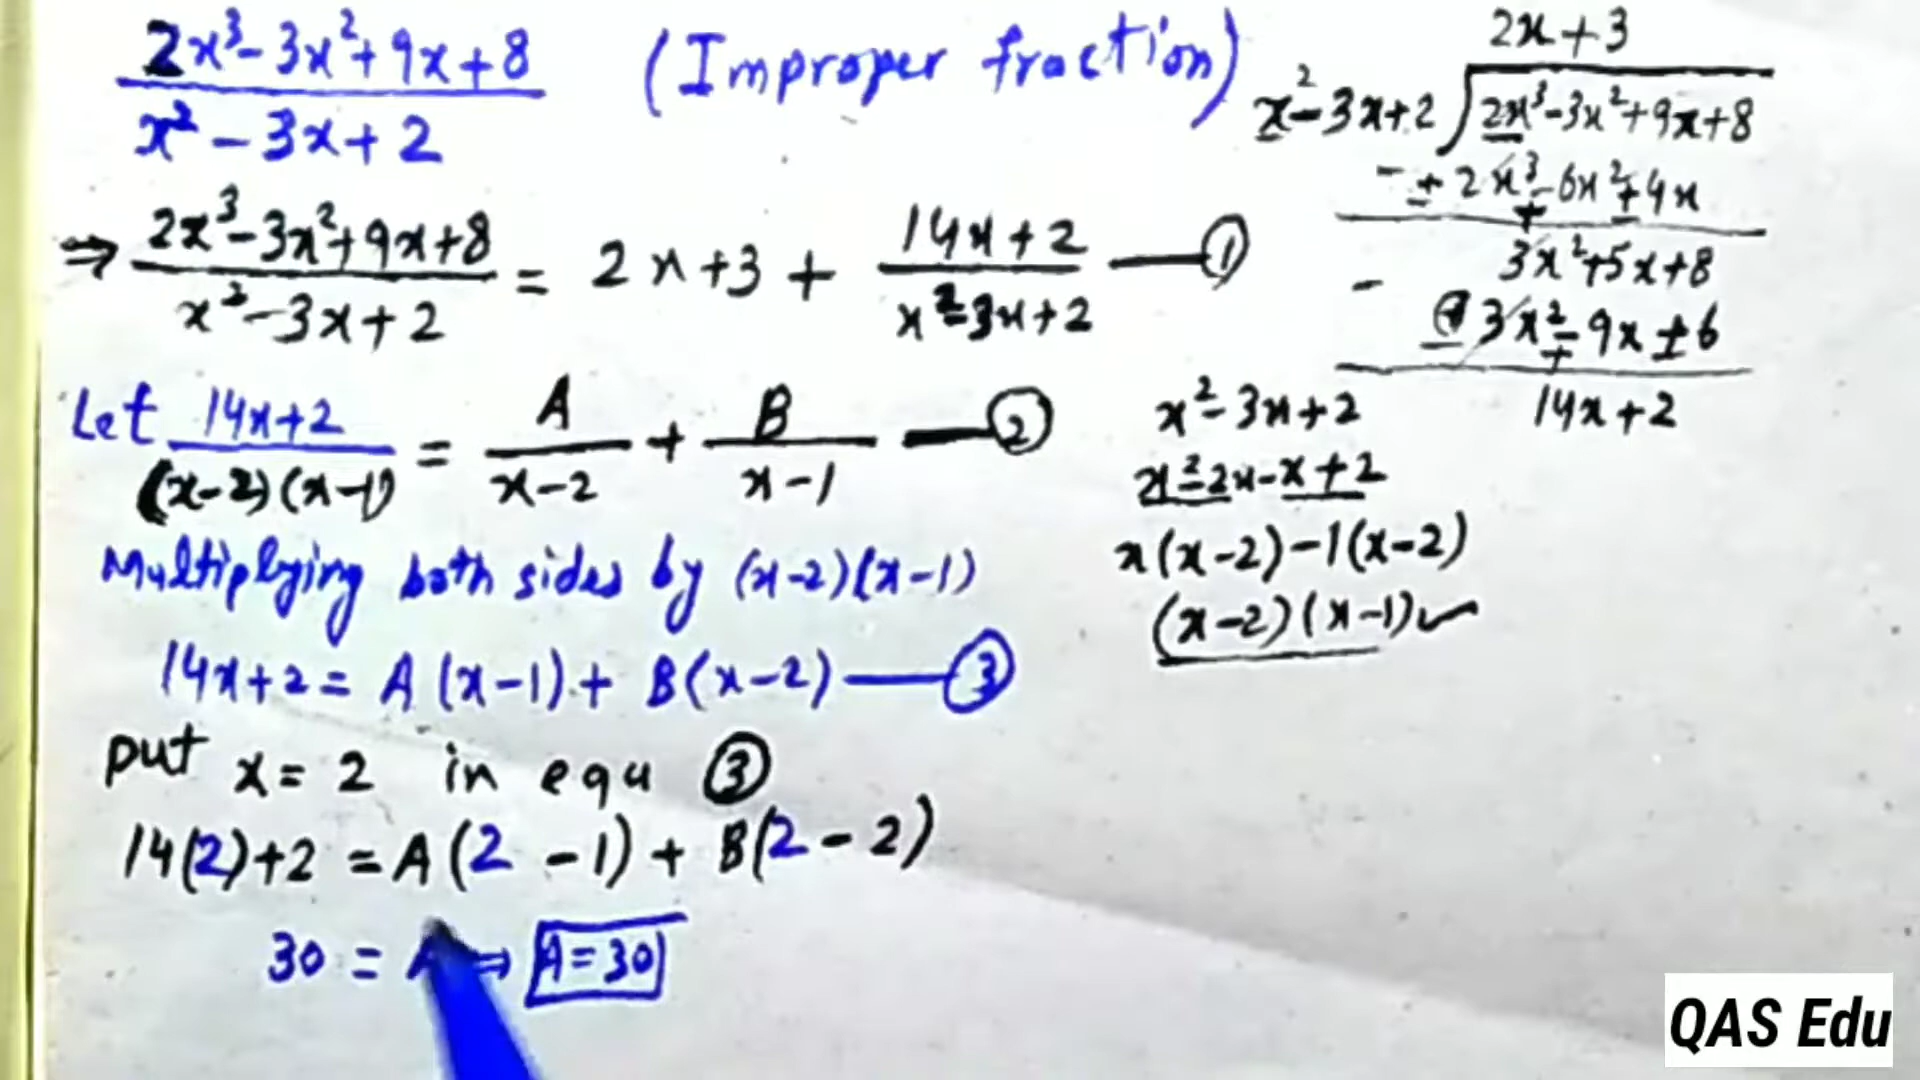 2x³-3x²+9x+8 (Improper fraction)
x²-3x+2
⇒ 2x³-3x²+9x+8 = 2x+3 + 14x+2 —— ①
x²-3x+2 x²-3x+2
Let 14x+2 = A + B —— ②
(x-2)(x-1) x-2 x-1
Multiplying both sides by (x-2)(x-1)
14x+2 = A(x-1)+ B(x-2) —— ③
put x=2 in equ ③
14(2)+2 = A(2 -1)+ B(2-2)
30 = A ⇒ A=30
2x+3
x²-3x+2 2x³-3x²+9x+8
- ± 2x³-6x²+4x
+ -
3x²+5x+8
- + 3x²-9x±6
- +
14x+2
x²-3x+2
x²-2x-x+2
x(x-2)-1(x-2)
(x-2)(x-1)✓
QAS Edu